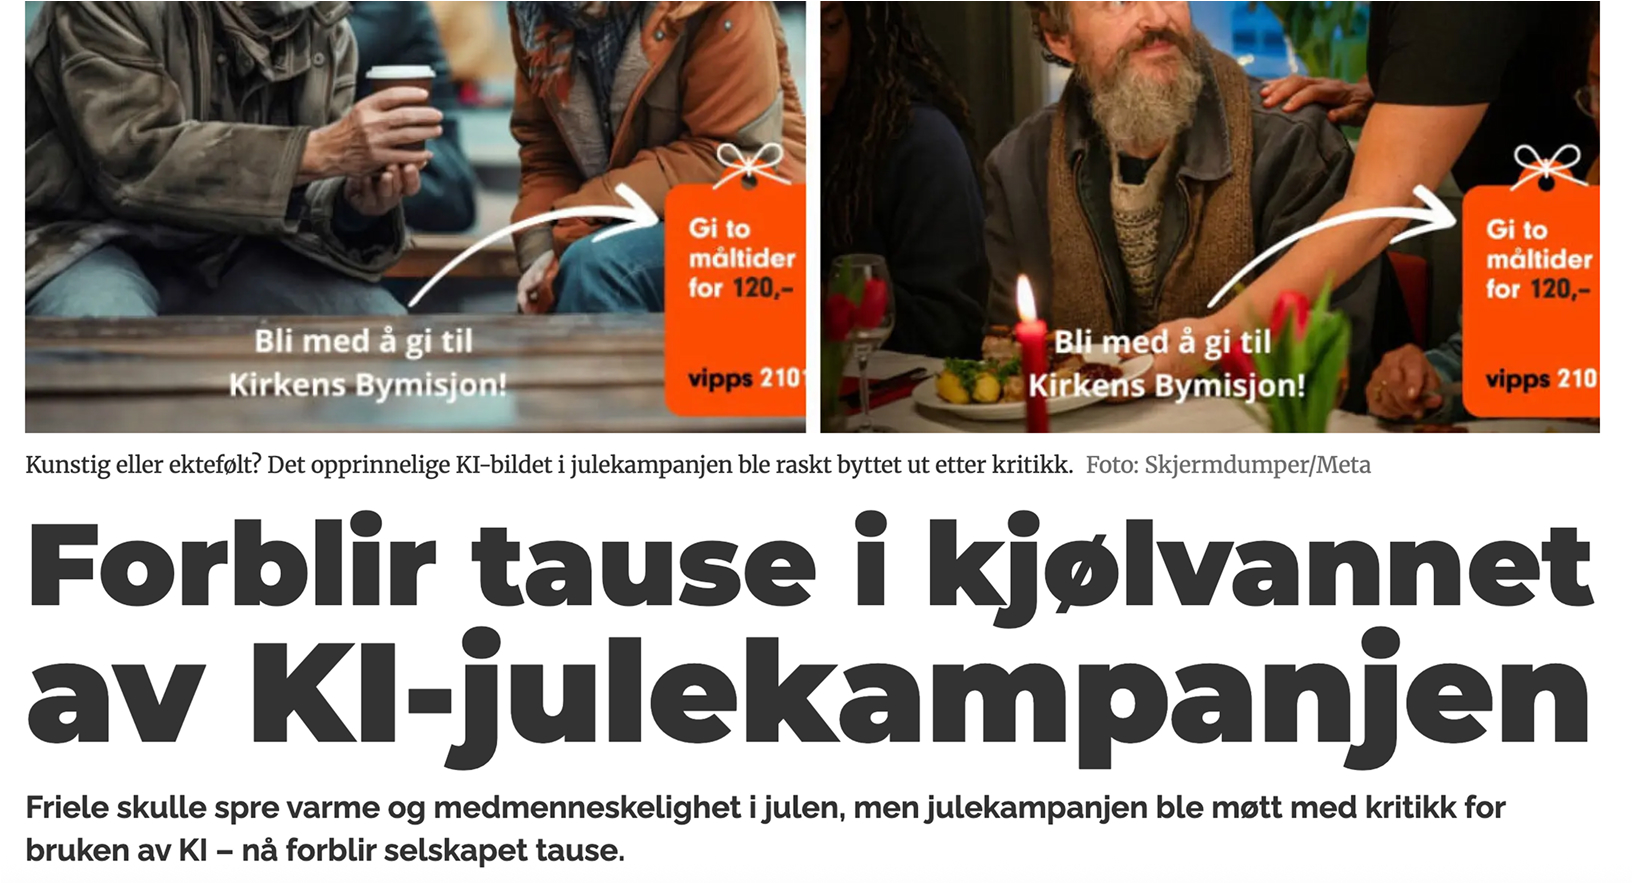 Gi to
måltider
for 120,-
Bli med å gi til
Kirkens Bymisjon!
vipps 2101
Gi to
måltider
for 120,-
Bli med å gi til
Kirkens Bymisjon!
vipps 210
Kunstig eller ektefølt? Det opprinnelige KI-bildet i julekampanjen ble raskt byttet ut etter kritikk. Foto: Skjermdumper/Meta
Forblir tause i kjølvannet
av KI-julekampanjen
Friele skulle spre varme og medmenneskelighet i julen, men julekampanjen ble møtt med kritikk for
bruken av KI – nå forblir selskapet tause.